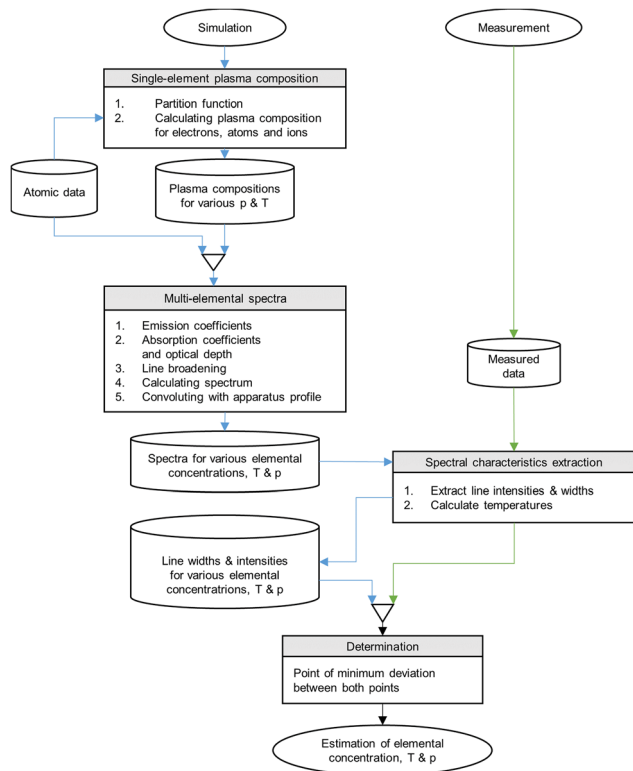 Simulation
Measurement
Single-element plasma composition
1. Partition function
2. Calculating plasma composition
for electrons, atoms and ions
Atomic data
Plasma compositions
for various p & T
Multi-elemental spectra
1. Emission coefficients
2. Absorption coefficients
and optical depth
3. Line broadening
4. Calculating spectrum
5. Convoluting with apparatus profile
Measured
data
Spectra for various elemental
concentrations, T & p
Spectral characteristics extraction
1. Extract line intensities & widths
2. Calculate temperatures
Line widths & intensities
for various elemental
concentratrions, T & p
Determination
Point of minimum deviation
between both points
Estimation of elemental
concentration, T & p